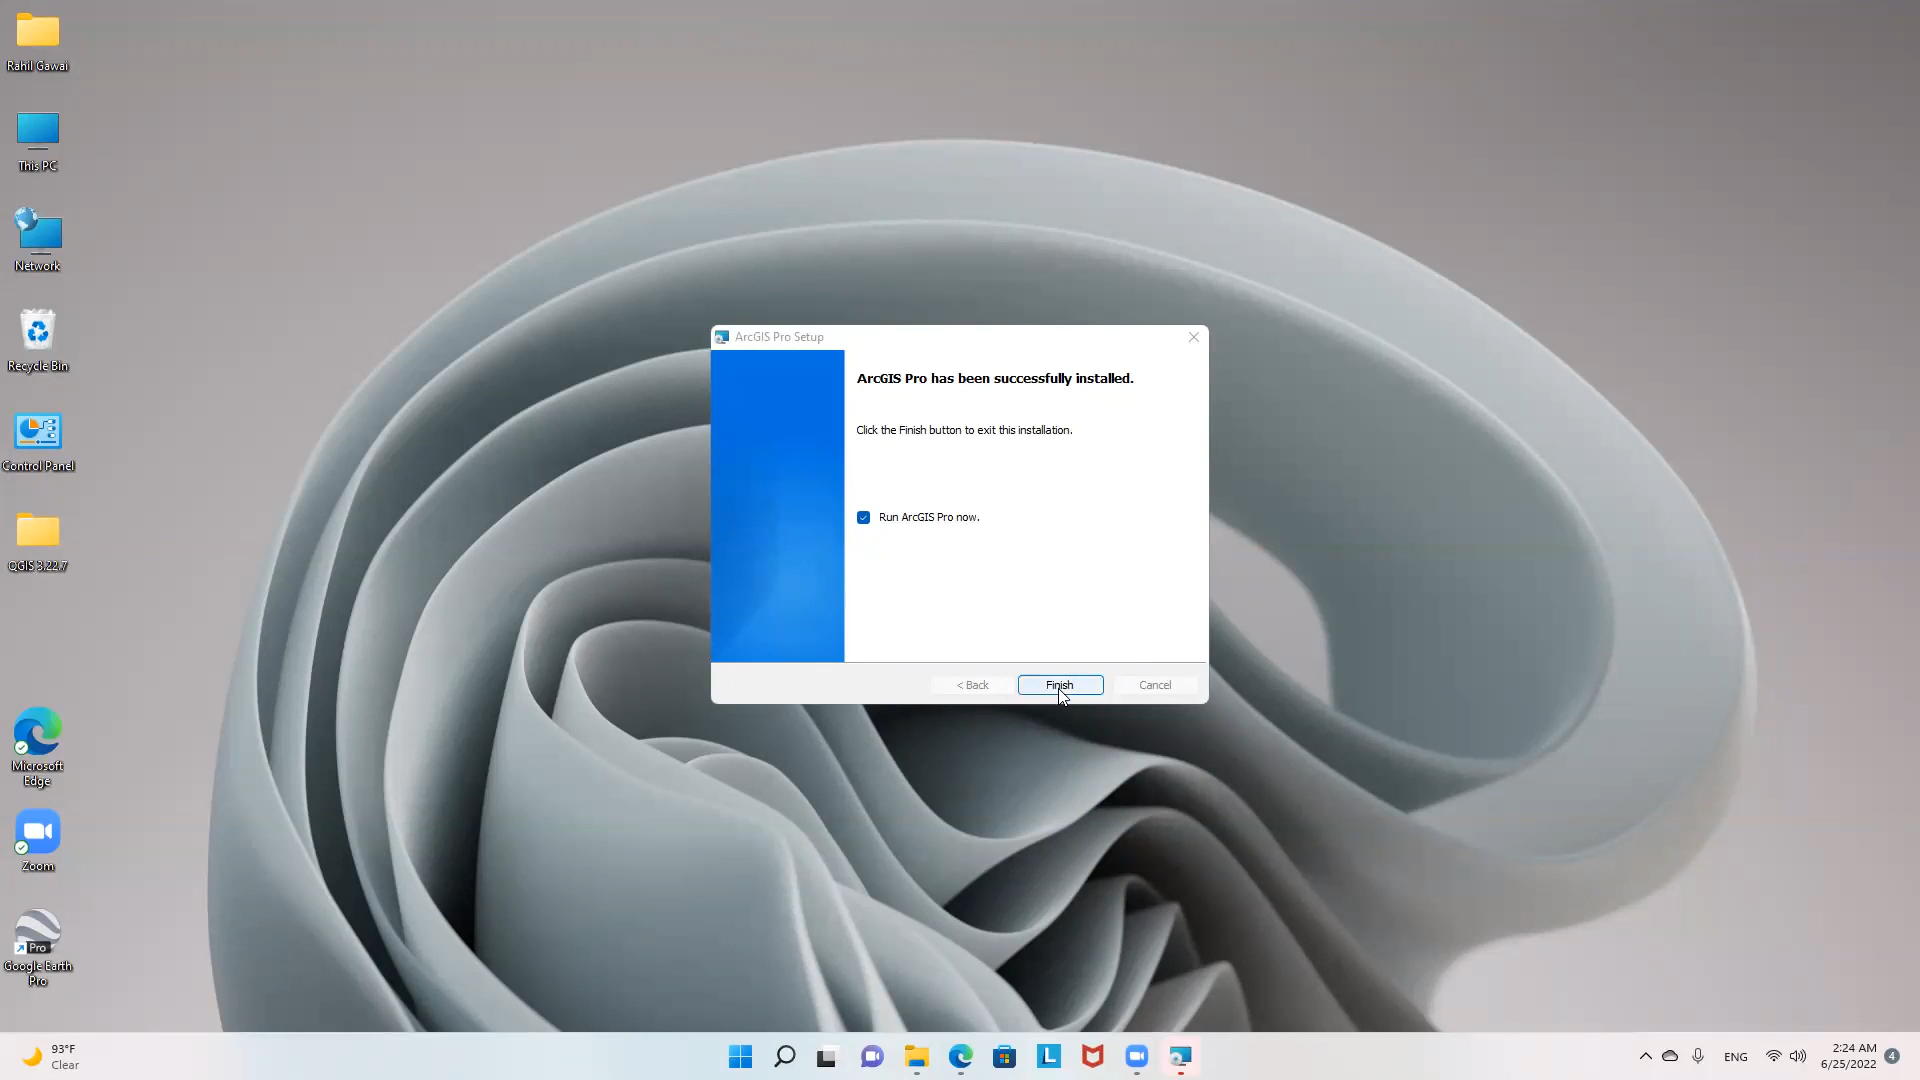 Rahil Gawai
This PC
Network
Recycle Bin
Control Panel
QGIS 3.22.7
Microsoft
Edge
Zoom
Pro
Google Earth
Pro
ArcGIS Pro Setup
ArcGIS Pro has been successfully installed.
Click the Finish button to exit this installation.
Run ArcGIS Pro now.
< Back
Finish
Cancel
93°F
Clear
L
ENG
2:24 AM
6/25/2022
4